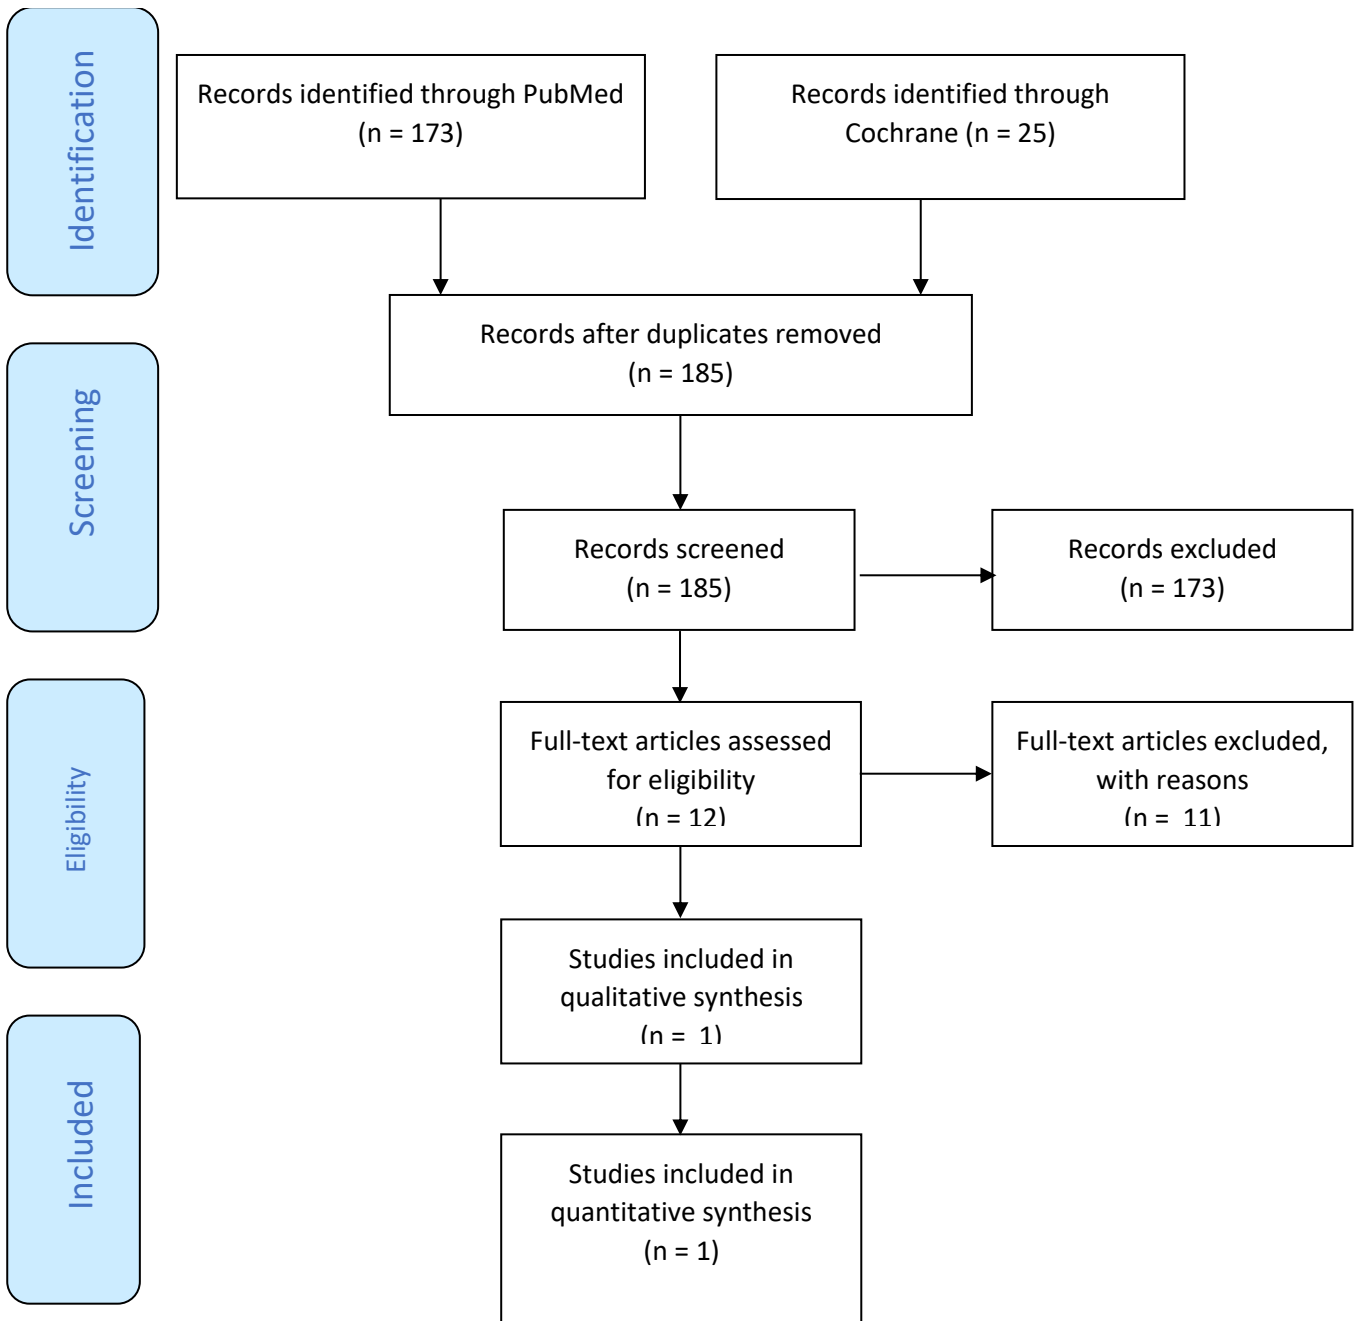 Identification
Records identified through PubMed
(n = 173)
Records identified through
Cochrane (n = 25)
Records after duplicates removed
(n = 185)
Screening
Records screened
(n = 185)
Records excluded
(n = 173)
Eligibility
Full-text articles assessed
for eligibility
(n = 12)
Full-text articles excluded,
with reasons
(n = 11)
Studies included in
qualitative synthesis
(n = 1)
Included
Studies included in
quantitative synthesis
(n = 1)